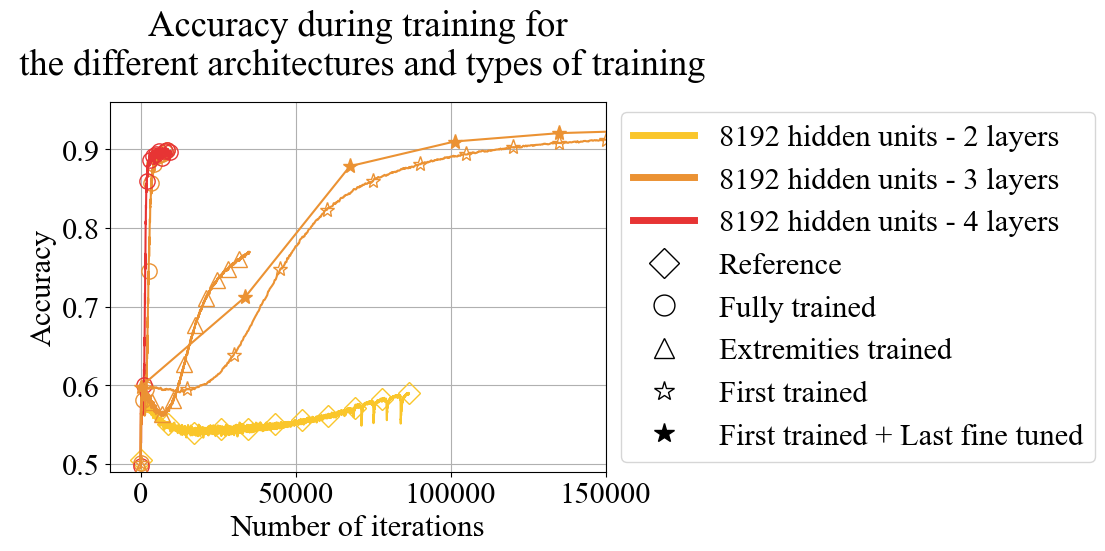 Accuracy during training for
the different architectures and types of training
0.9
0.8
0.7
0.6
0.5
Accuracy
0
50000
100000
150000
Number of iterations
8192 hidden units - 2 layers
8192 hidden units - 3 layers
8192 hidden units - 4 layers
Reference
Fully trained
Extremities trained
First trained
First trained + Last fine tuned